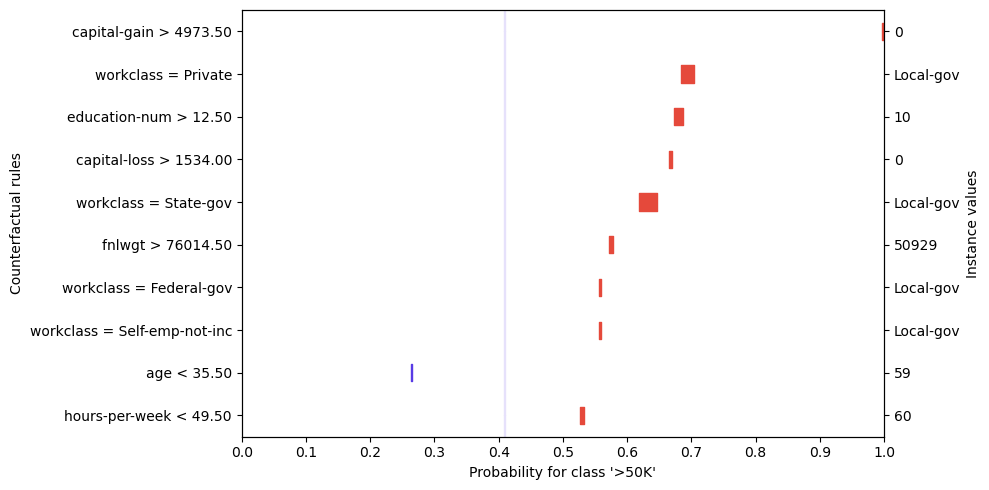 capital-gain > 4973.50 0
workclass = Private Local-gov
education-num > 12.50 10
capital-loss > 1534.00 0
workclass = State-gov Local-gov
fnlwgt > 76014.50 50929
workclass = Federal-gov Local-gov
workclass = Self-emp-not-inc Local-gov
age < 35.50 59
hours-per-week < 49.50 60
Counterfactual rules
Instance values
0.0 0.1 0.2 0.3 0.4 0.5 0.6 0.7 0.8 0.9 1.0
Probability for class '>50K'